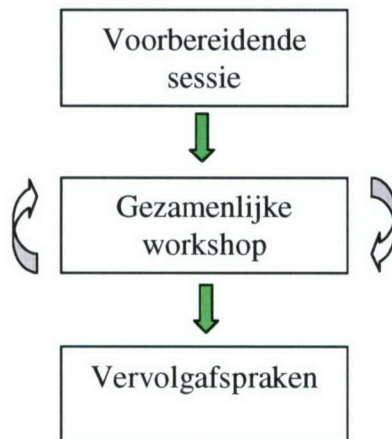 Voorbereidende
sessie
Gezamenlijke
workshop
Vervolgafspraken